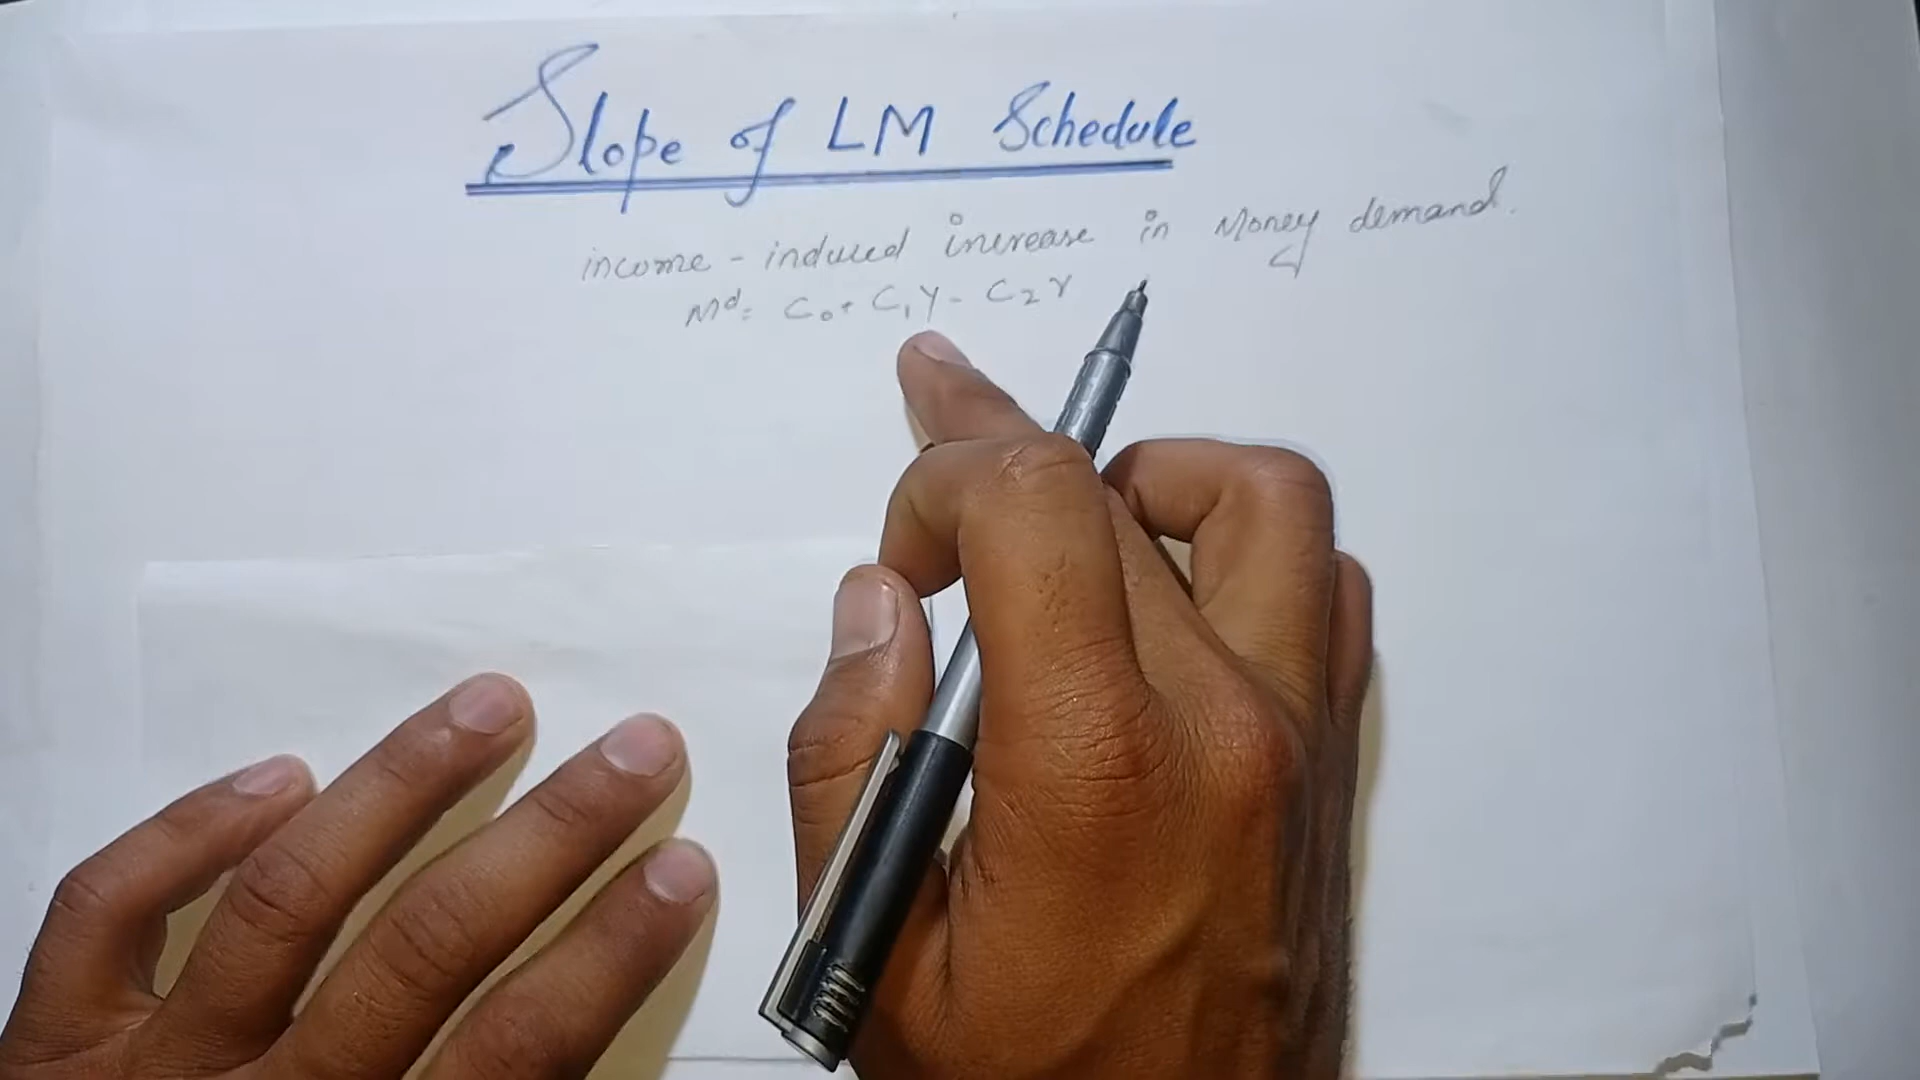 Slope of LM Schedule
income - induced increase in Money demand.
Mᵈ = C₀ + C₁Y - C₂r